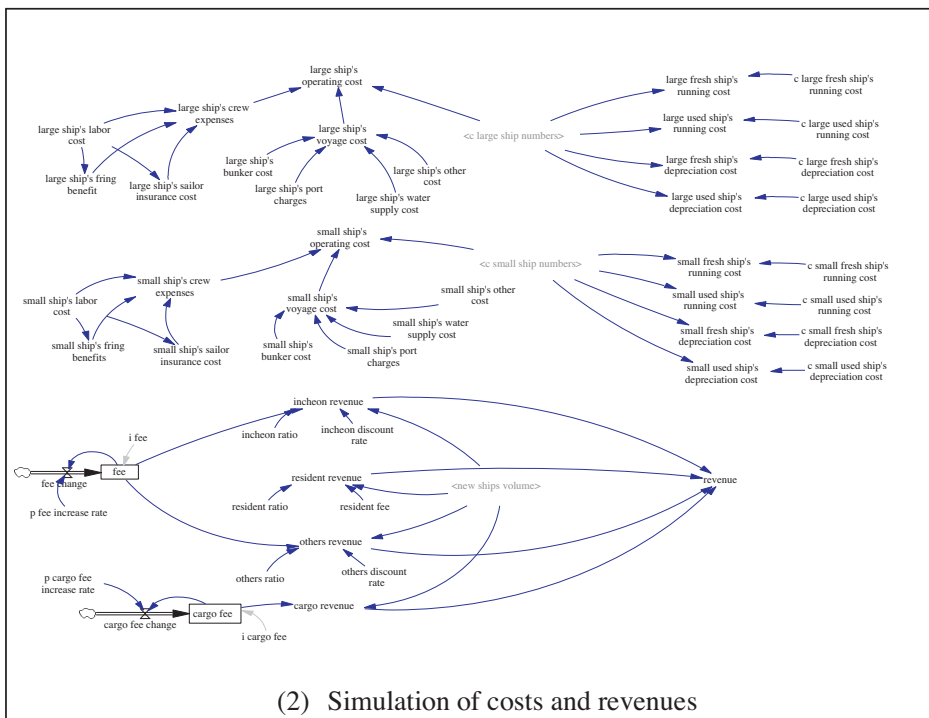 large ship's
operating cost
large ship's crew
expenses
large ship's labor
cost
large ship's fring
benefit
large ship's sailor
insurance cost
large ship's
voyage cost
large ship's
bunker cost
large ship's port
charges
large ship's other
cost
large ship's water
supply cost
<c large ship numbers>
large fresh ship's
running cost
c large fresh ship's
running cost
large used ship's
running cost
c large used ship's
running cost
large fresh ship's
depreciation cost
c large fresh ship's
depreciation cost
large used ship's
depreciation cost
c large used ship's
depreciation cost
small ship's
operating cost
small ship's crew
expenses
small ship's labor
cost
small ship's fring
benefits
small ship's sailor
insurance cost
small ship's
voyage cost
small ship's
bunker cost
small ship's port
charges
small ship's water
supply cost
small ship's other
cost
<c small ship numbers>
small fresh ship's
running cost
c small fresh ship's
running cost
small used ship's
running cost
c small used ship's
running cost
small fresh ship's
depreciation cost
c small fresh ship's
depreciation cost
small used ship's
depreciation cost
c small used ship's
depreciation cost
incheon revenue
incheon ratio
incheon discount
rate
i fee
fee
fee change
p fee increase rate
resident revenue
resident ratio
resident fee
<new ships volume>
revenue
others revenue
others ratio
others discount
rate
p cargo fee
increase rate
cargo fee change
cargo fee
i cargo fee
cargo revenue
(2) Simulation of costs and revenues